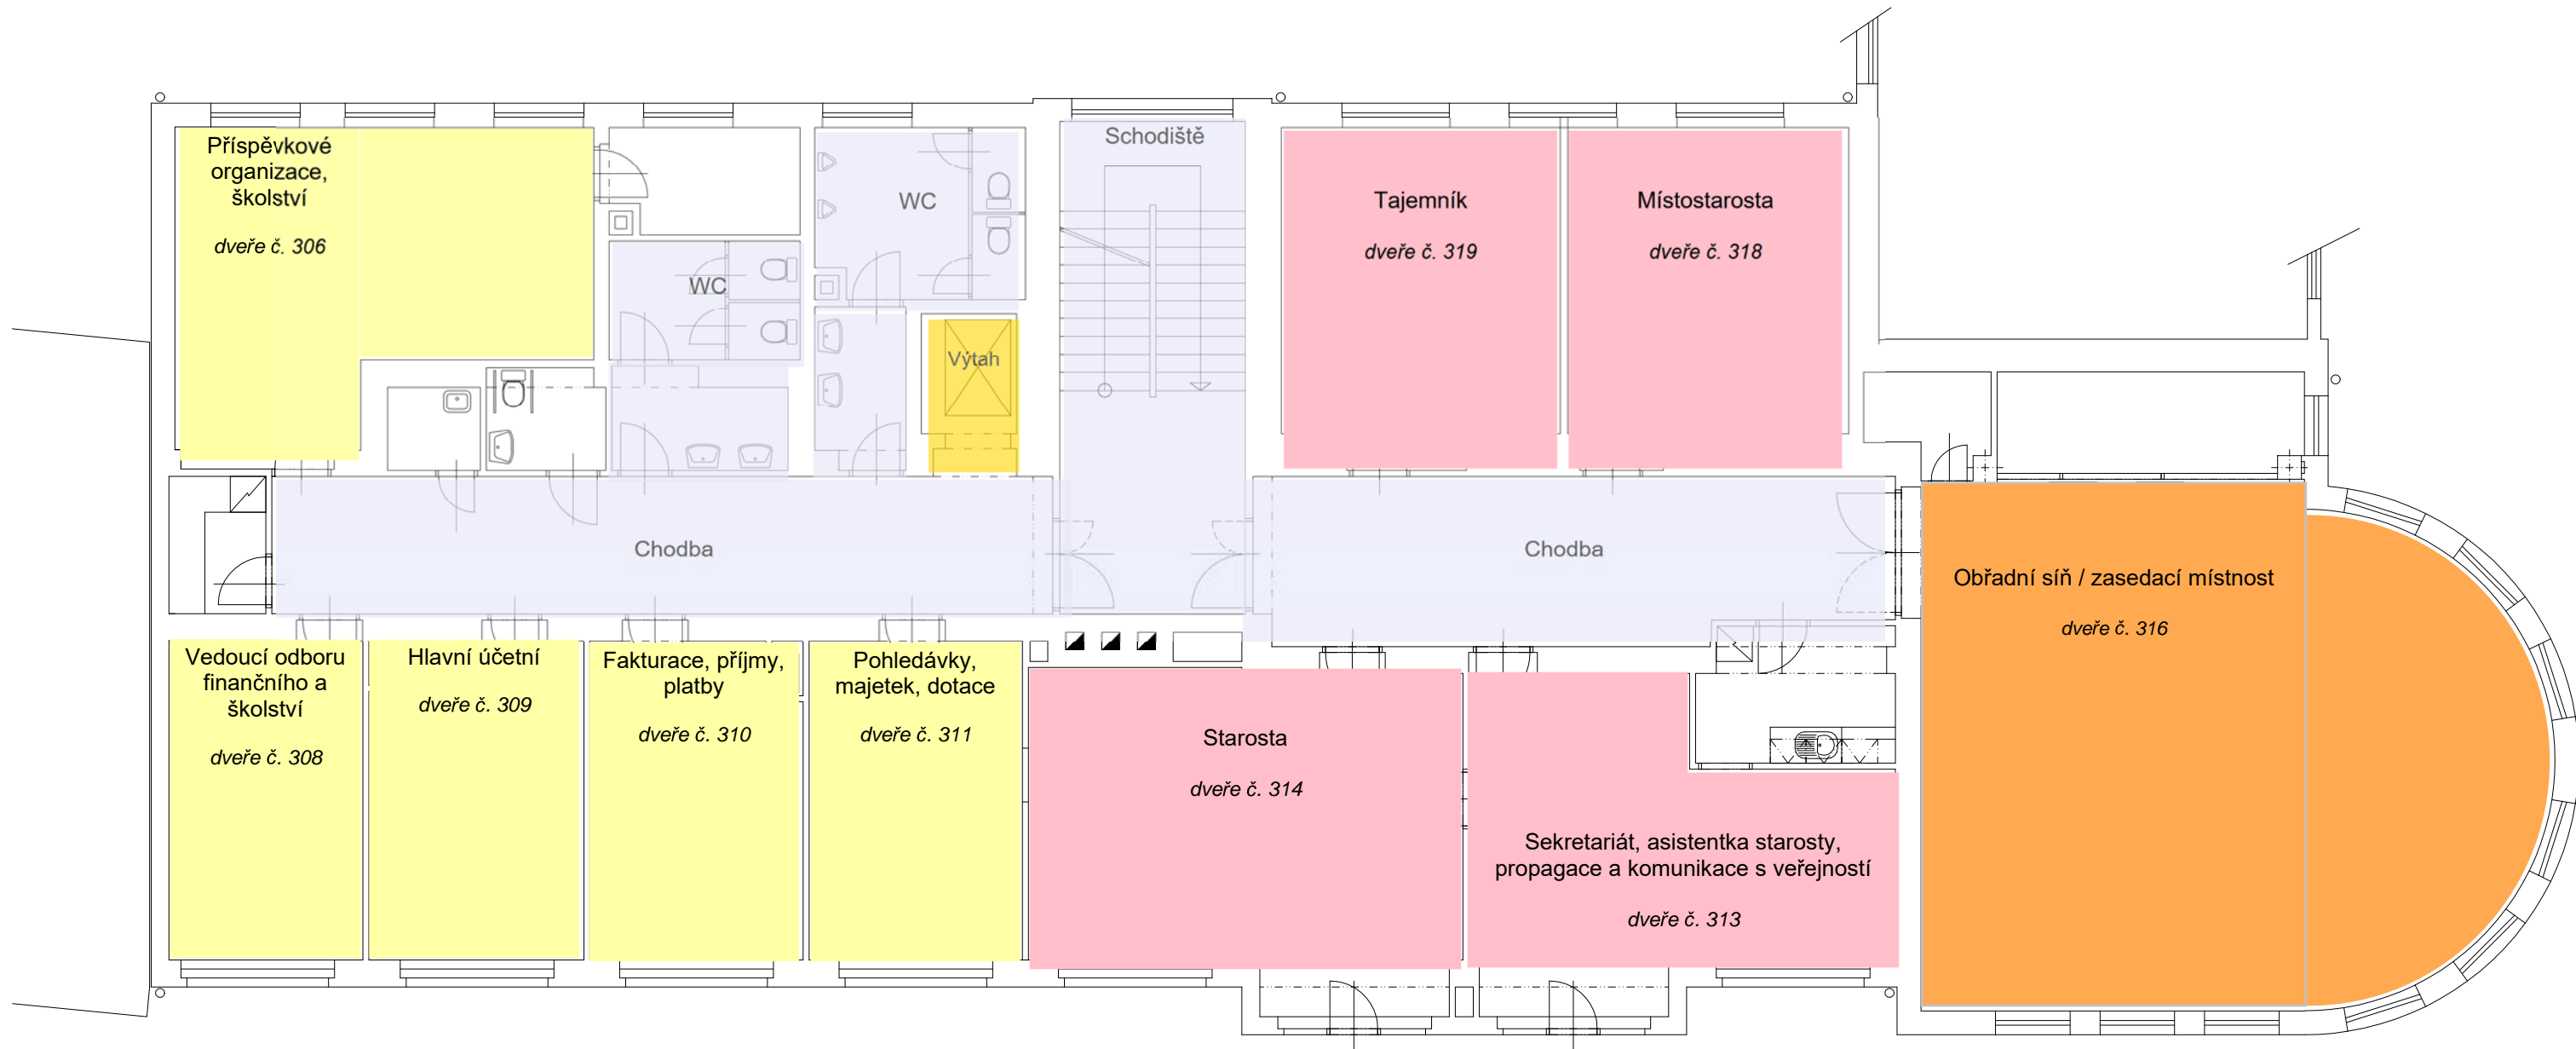 Příspěvkové
organizace,
školství
dveře č. 306
WC
WC
Výtah
Schodiště
Tajemník
dveře č. 319
Místostarosta
dveře č. 318
Chodba
Chodba
Obřadní síň / zasedací místnost
dveře č. 316
Vedoucí odboru
finančního a
školství
dveře č. 308
Hlavní účetní
dveře č. 309
Fakturace, příjmy,
platby
dveře č. 310
Pohledávky,
majetek, dotace
dveře č. 311
Starosta
dveře č. 314
Sekretariát, asistentka starosty,
propagace a komunikace s veřejností
dveře č. 313